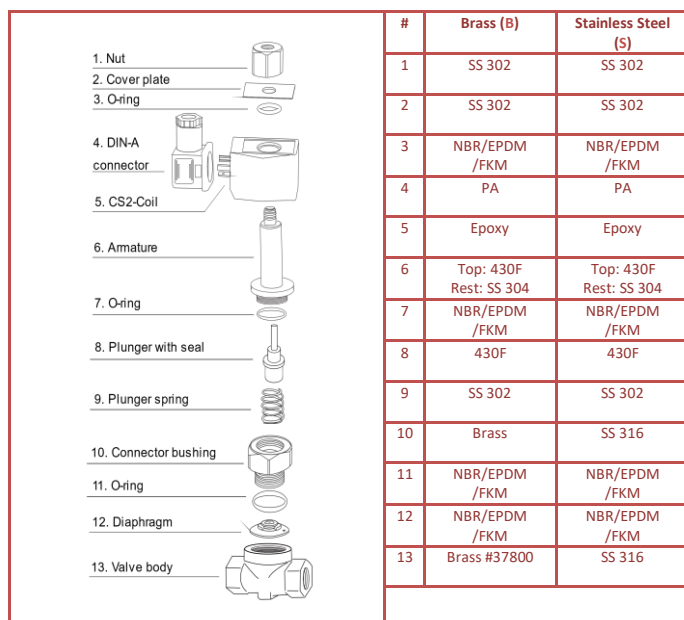 1. Nut
2. Cover plate
3. O-ring
4. DIN-A
connector
5. CS2-Coil
6. Armature
7. O-ring
8. Plunger with seal
9. Plunger spring
10. Connector bushing
11. O-ring
12. Diaphragm
13. Valve body
# Brass (B) Stainless Steel
(S)
1 SS 302 SS 302
2 SS 302 SS 302
3 NBR/EPDM NBR/EPDM
/FKM /FKM
4 PA PA
5 Epoxy Epoxy
6 Top: 430F Top: 430F
Rest: SS 304 Rest: SS 304
7 NBR/EPDM NBR/EPDM
/FKM /FKM
8 430F 430F
9 SS 302 SS 302
10 Brass SS 316
11 NBR/EPDM NBR/EPDM
/FKM /FKM
12 NBR/EPDM NBR/EPDM
/FKM /FKM
13 Brass #37800 SS 316